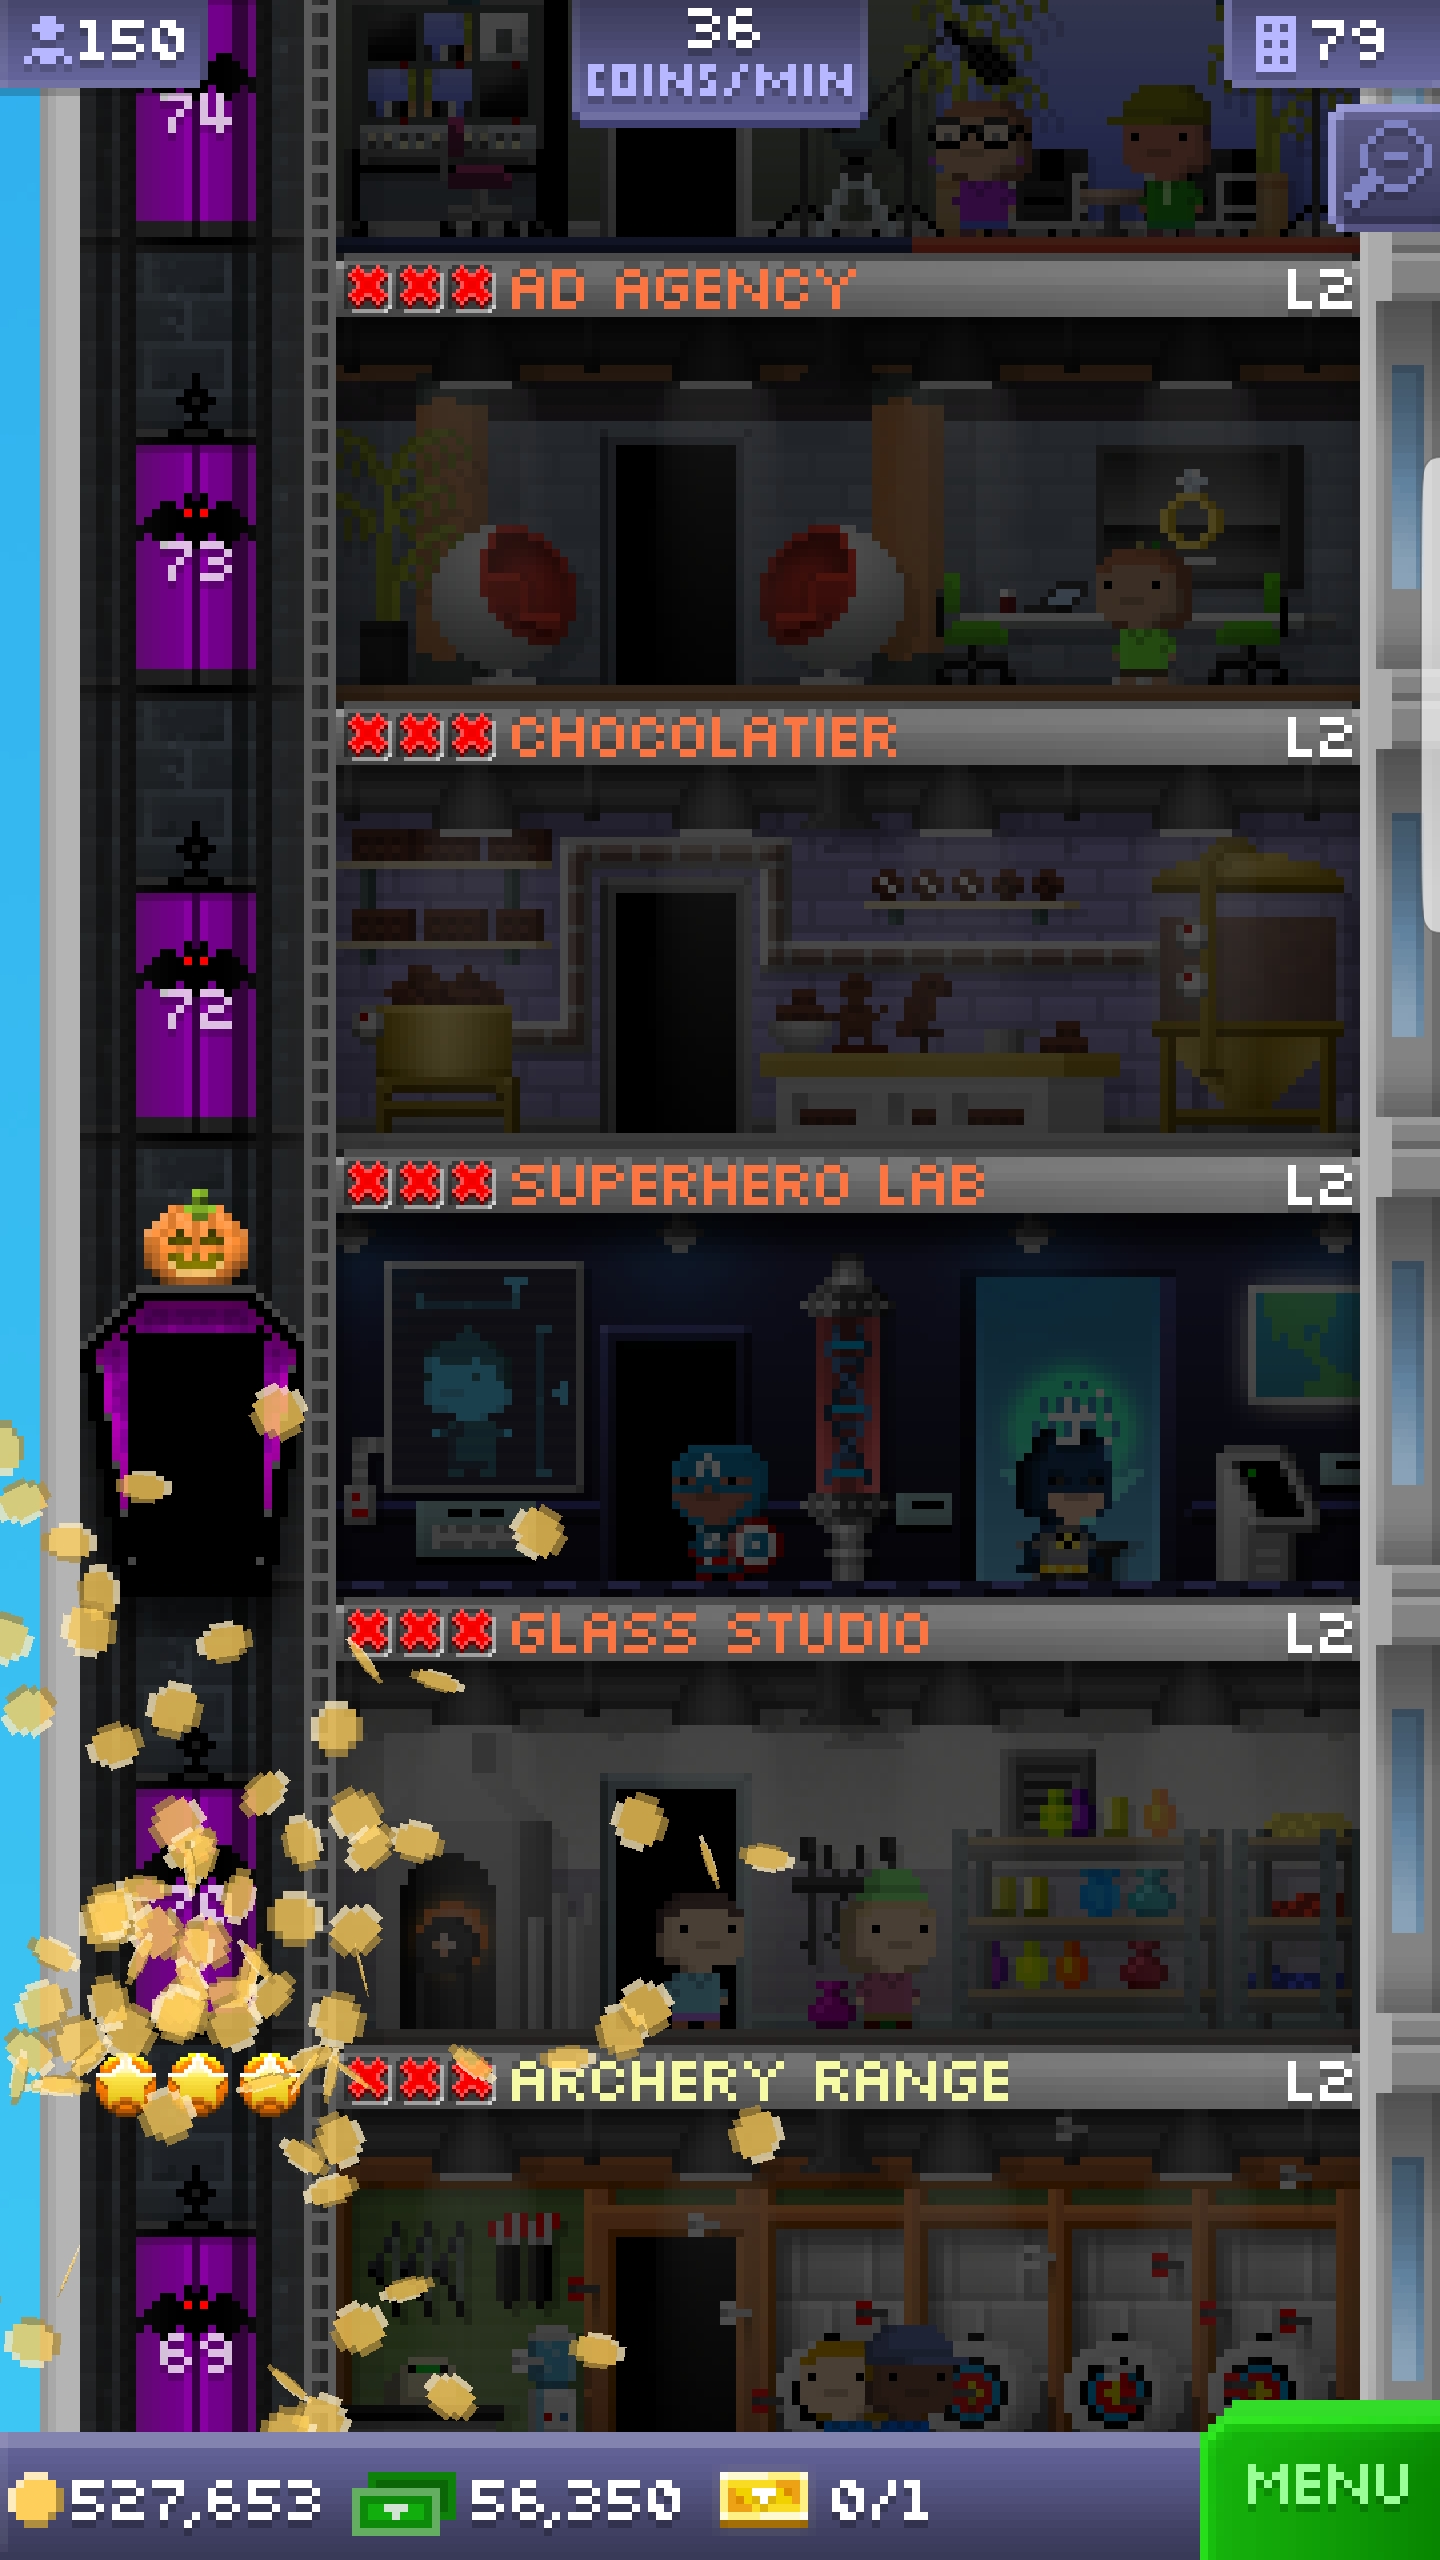 150
36
COINS/MIN
79
74
AD AGENCY L2
73
CHOCOLATIER L2
72
SUPERHERO LAB L2
GLASS STUDIO L2
ARCHERY RANGE L2
69
527,653 56,350 0/1 MENU